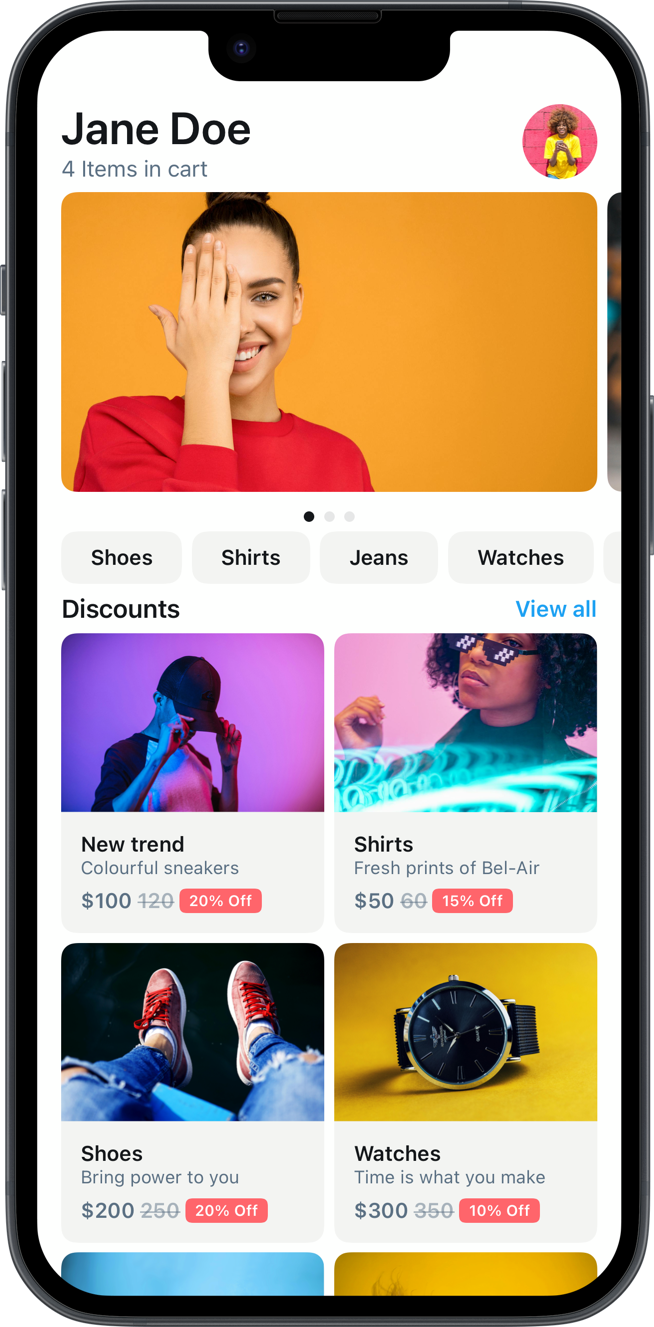 Jane Doe
4 Items in cart
Shoes Shirts Jeans Watches
Discounts View all
New trend
Colourful sneakers
$100 120 20% Off
Shirts
Fresh prints of Bel-Air
$50 60 15% Off
Shoes
Bring power to you
$200 250 20% Off
Watches
Time is what you make
$300 350 10% Off